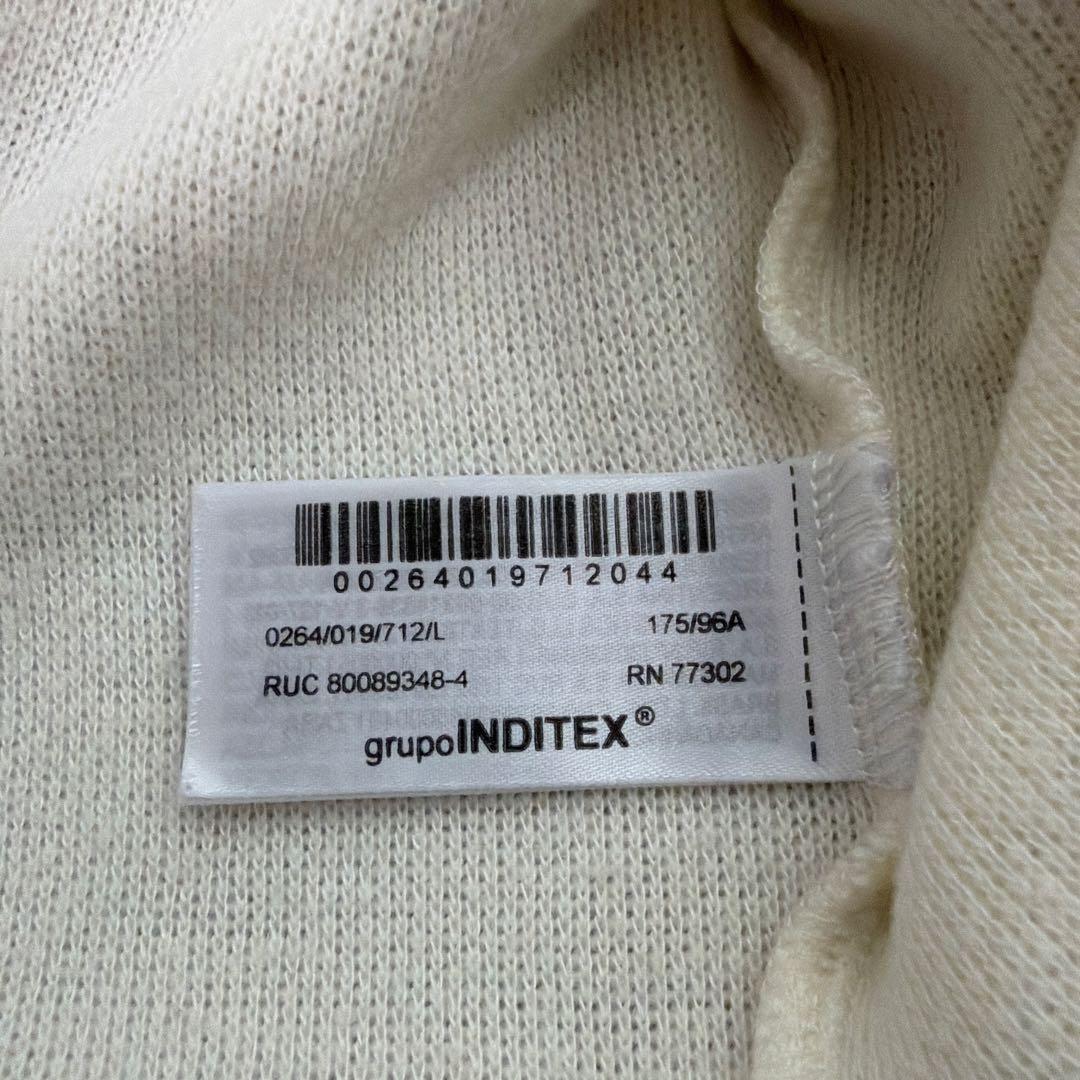 00264019712044
0264/019/712/L 175/96A
RUC 80089348-4 RN 77302
grupoINDITEX®